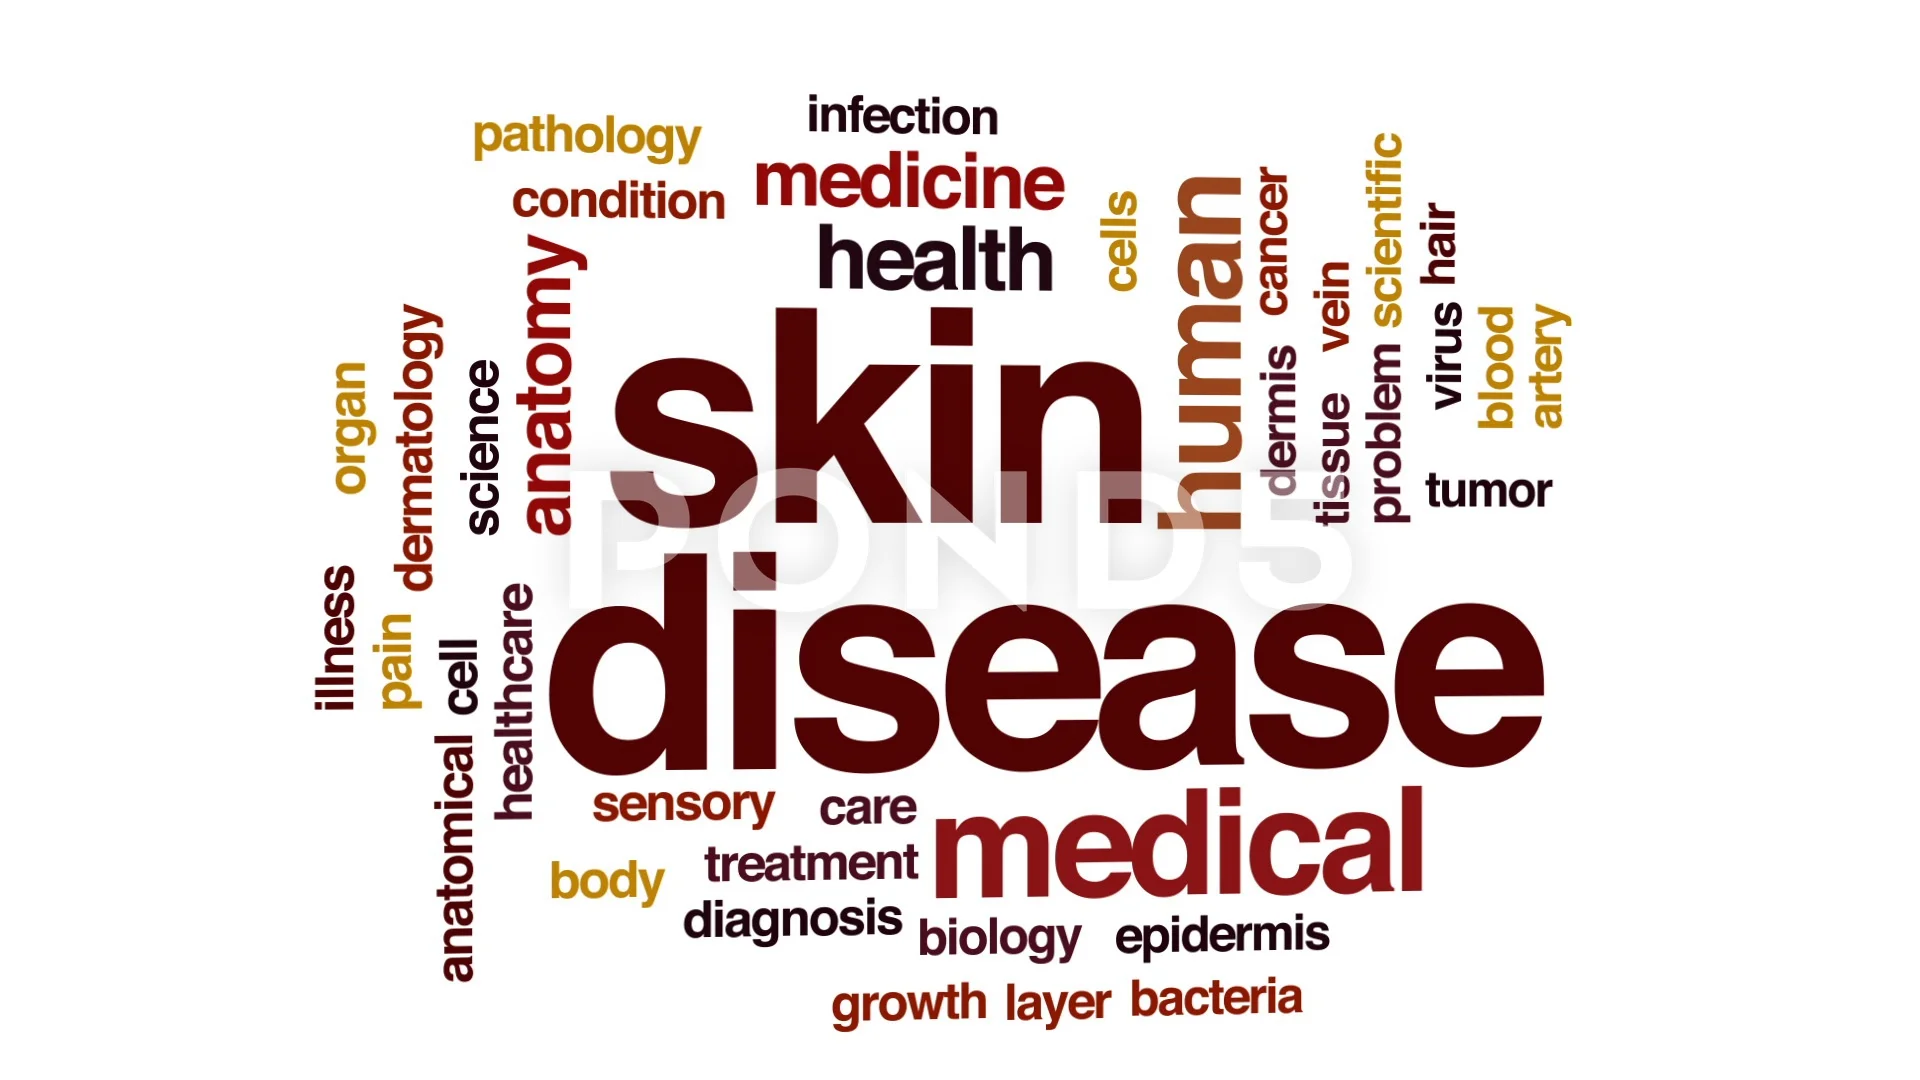 infection
pathology
medicine
condition
health
cells
human
cancer
scientific
hair
vein
anatomy
dermatology
science
organ
skin
dermis
tissue
problem
virus
blood
artery
tumor
POND5
disease
illness
pain
cell
healthcare
anatomical
sensory
care
medical
treatment
body
diagnosis
biology
epidermis
growth
layer
bacteria